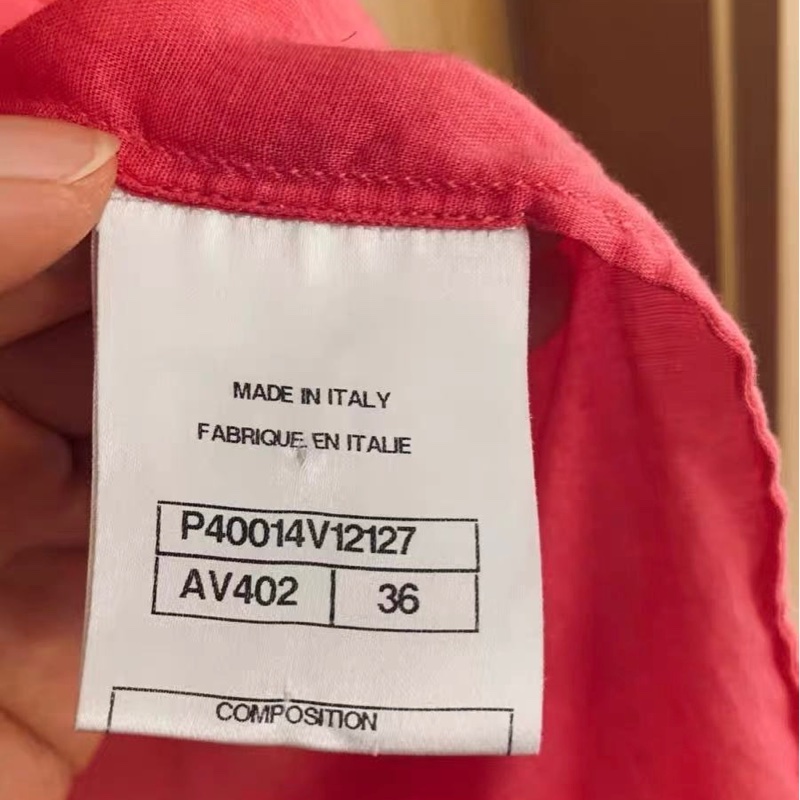 MADE IN ITALY
FABRIQUE EN ITALIE
P40014V12127
AV402 36
COMPOSITION